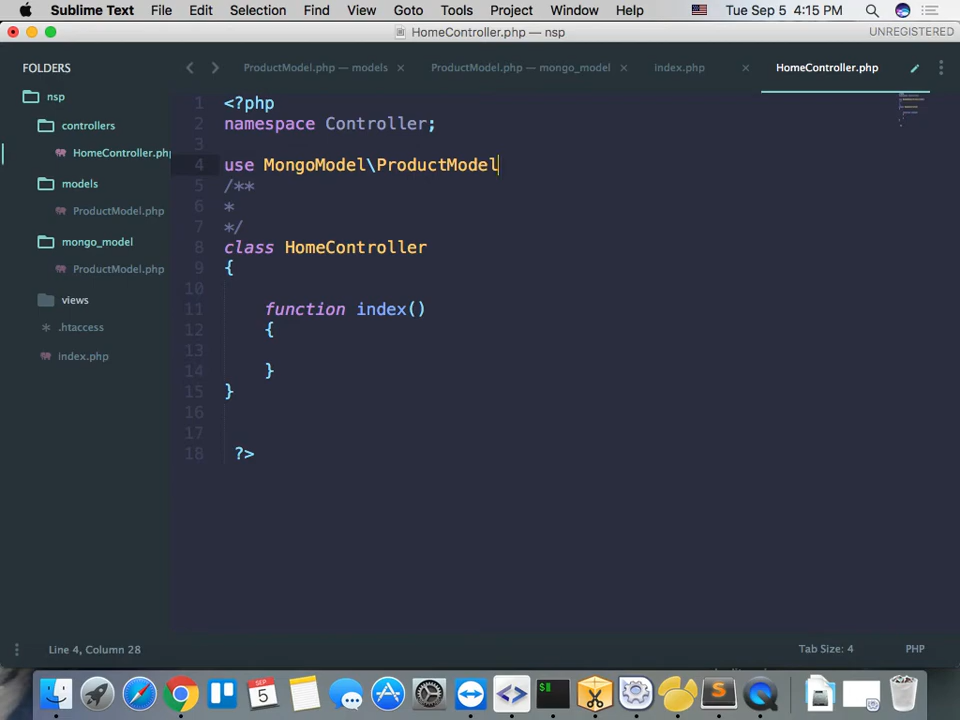 Sublime Text File Edit Selection Find View Goto Tools Project Window Help Tue Sep 5 4:15 PM
HomeController.php — nsp UNREGISTERED
FOLDERS
nsp
controllers
HomeController.php
models
ProductModel.php
mongo_model
ProductModel.php
views
.htaccess
index.php
ProductModel.php — models × ProductModel.php — mongo_model × index.php × HomeController.php
1 <?php
2 namespace Controller;
3
4 use MongoModel\ProductModel
5 /**
6 *
7 */
8 class HomeController
9 {
10
11 function index()
12 {
13
14 }
15 }
16
17
18 ?>
Line 4, Column 28 Tab Size: 4 PHP
SEP
5
$
S